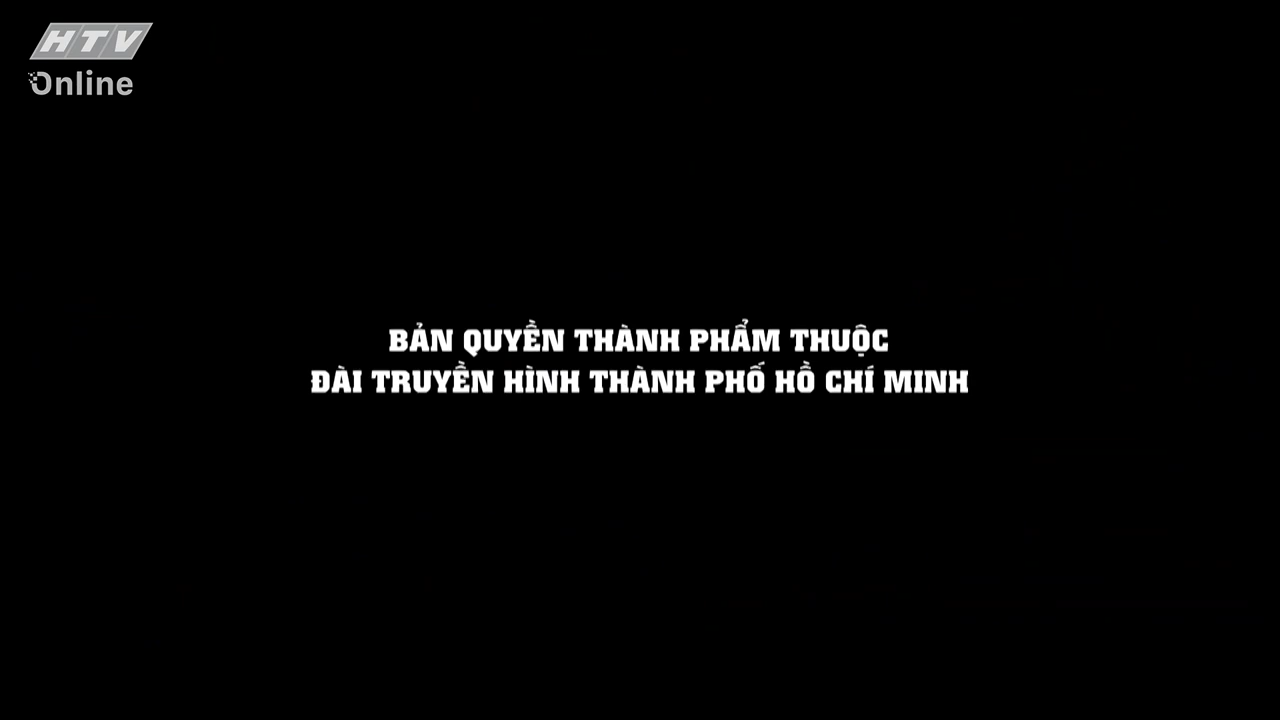 HTV
Online
BẢN QUYỀN THÀNH PHẨM THUỘC
ĐÀI TRUYỀN HÌNH THÀNH PHỐ HỒ CHÍ MINH